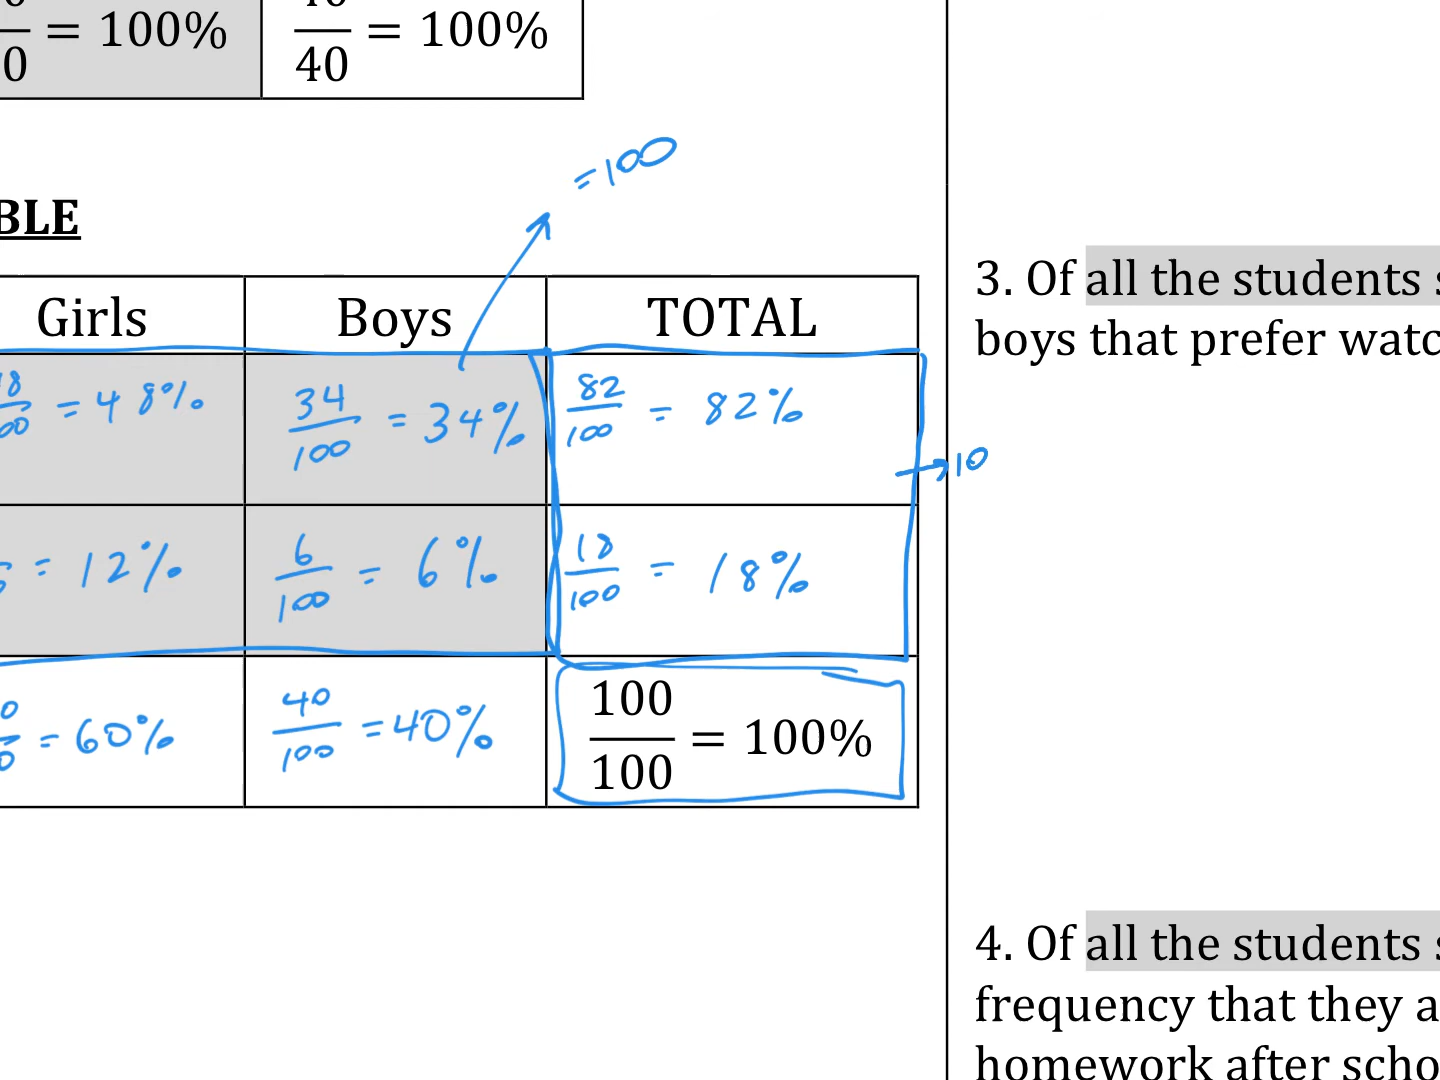 0 = 100% 40/40 = 100%
=100
BLE
Girls Boys TOTAL
= 48% 34/100 = 34% 82/100 = 82%
→10
= 12% 6/100 = 6% 18/100 = 18%
= 60% 40/100 = 40% 100/100 = 100%
3. Of all the students s
boys that prefer watc
4. Of all the students s
frequency that they a
homework after scho